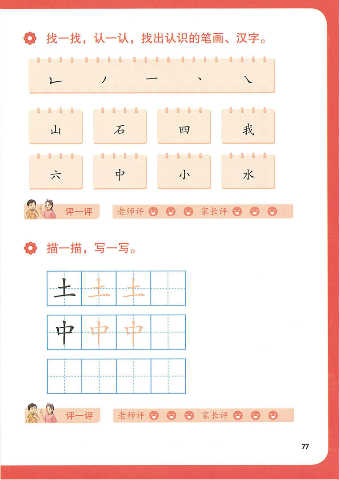 找一找，认一认，找出认识的笔画、汉字。
ㄥ ノ 一 丶 ㇏
山 石 四 我
六 中 小 水
评一评 老师评 家长评
描一描，写一写。
土 土 土
中 中 中
评一评 老师评 家长评
77